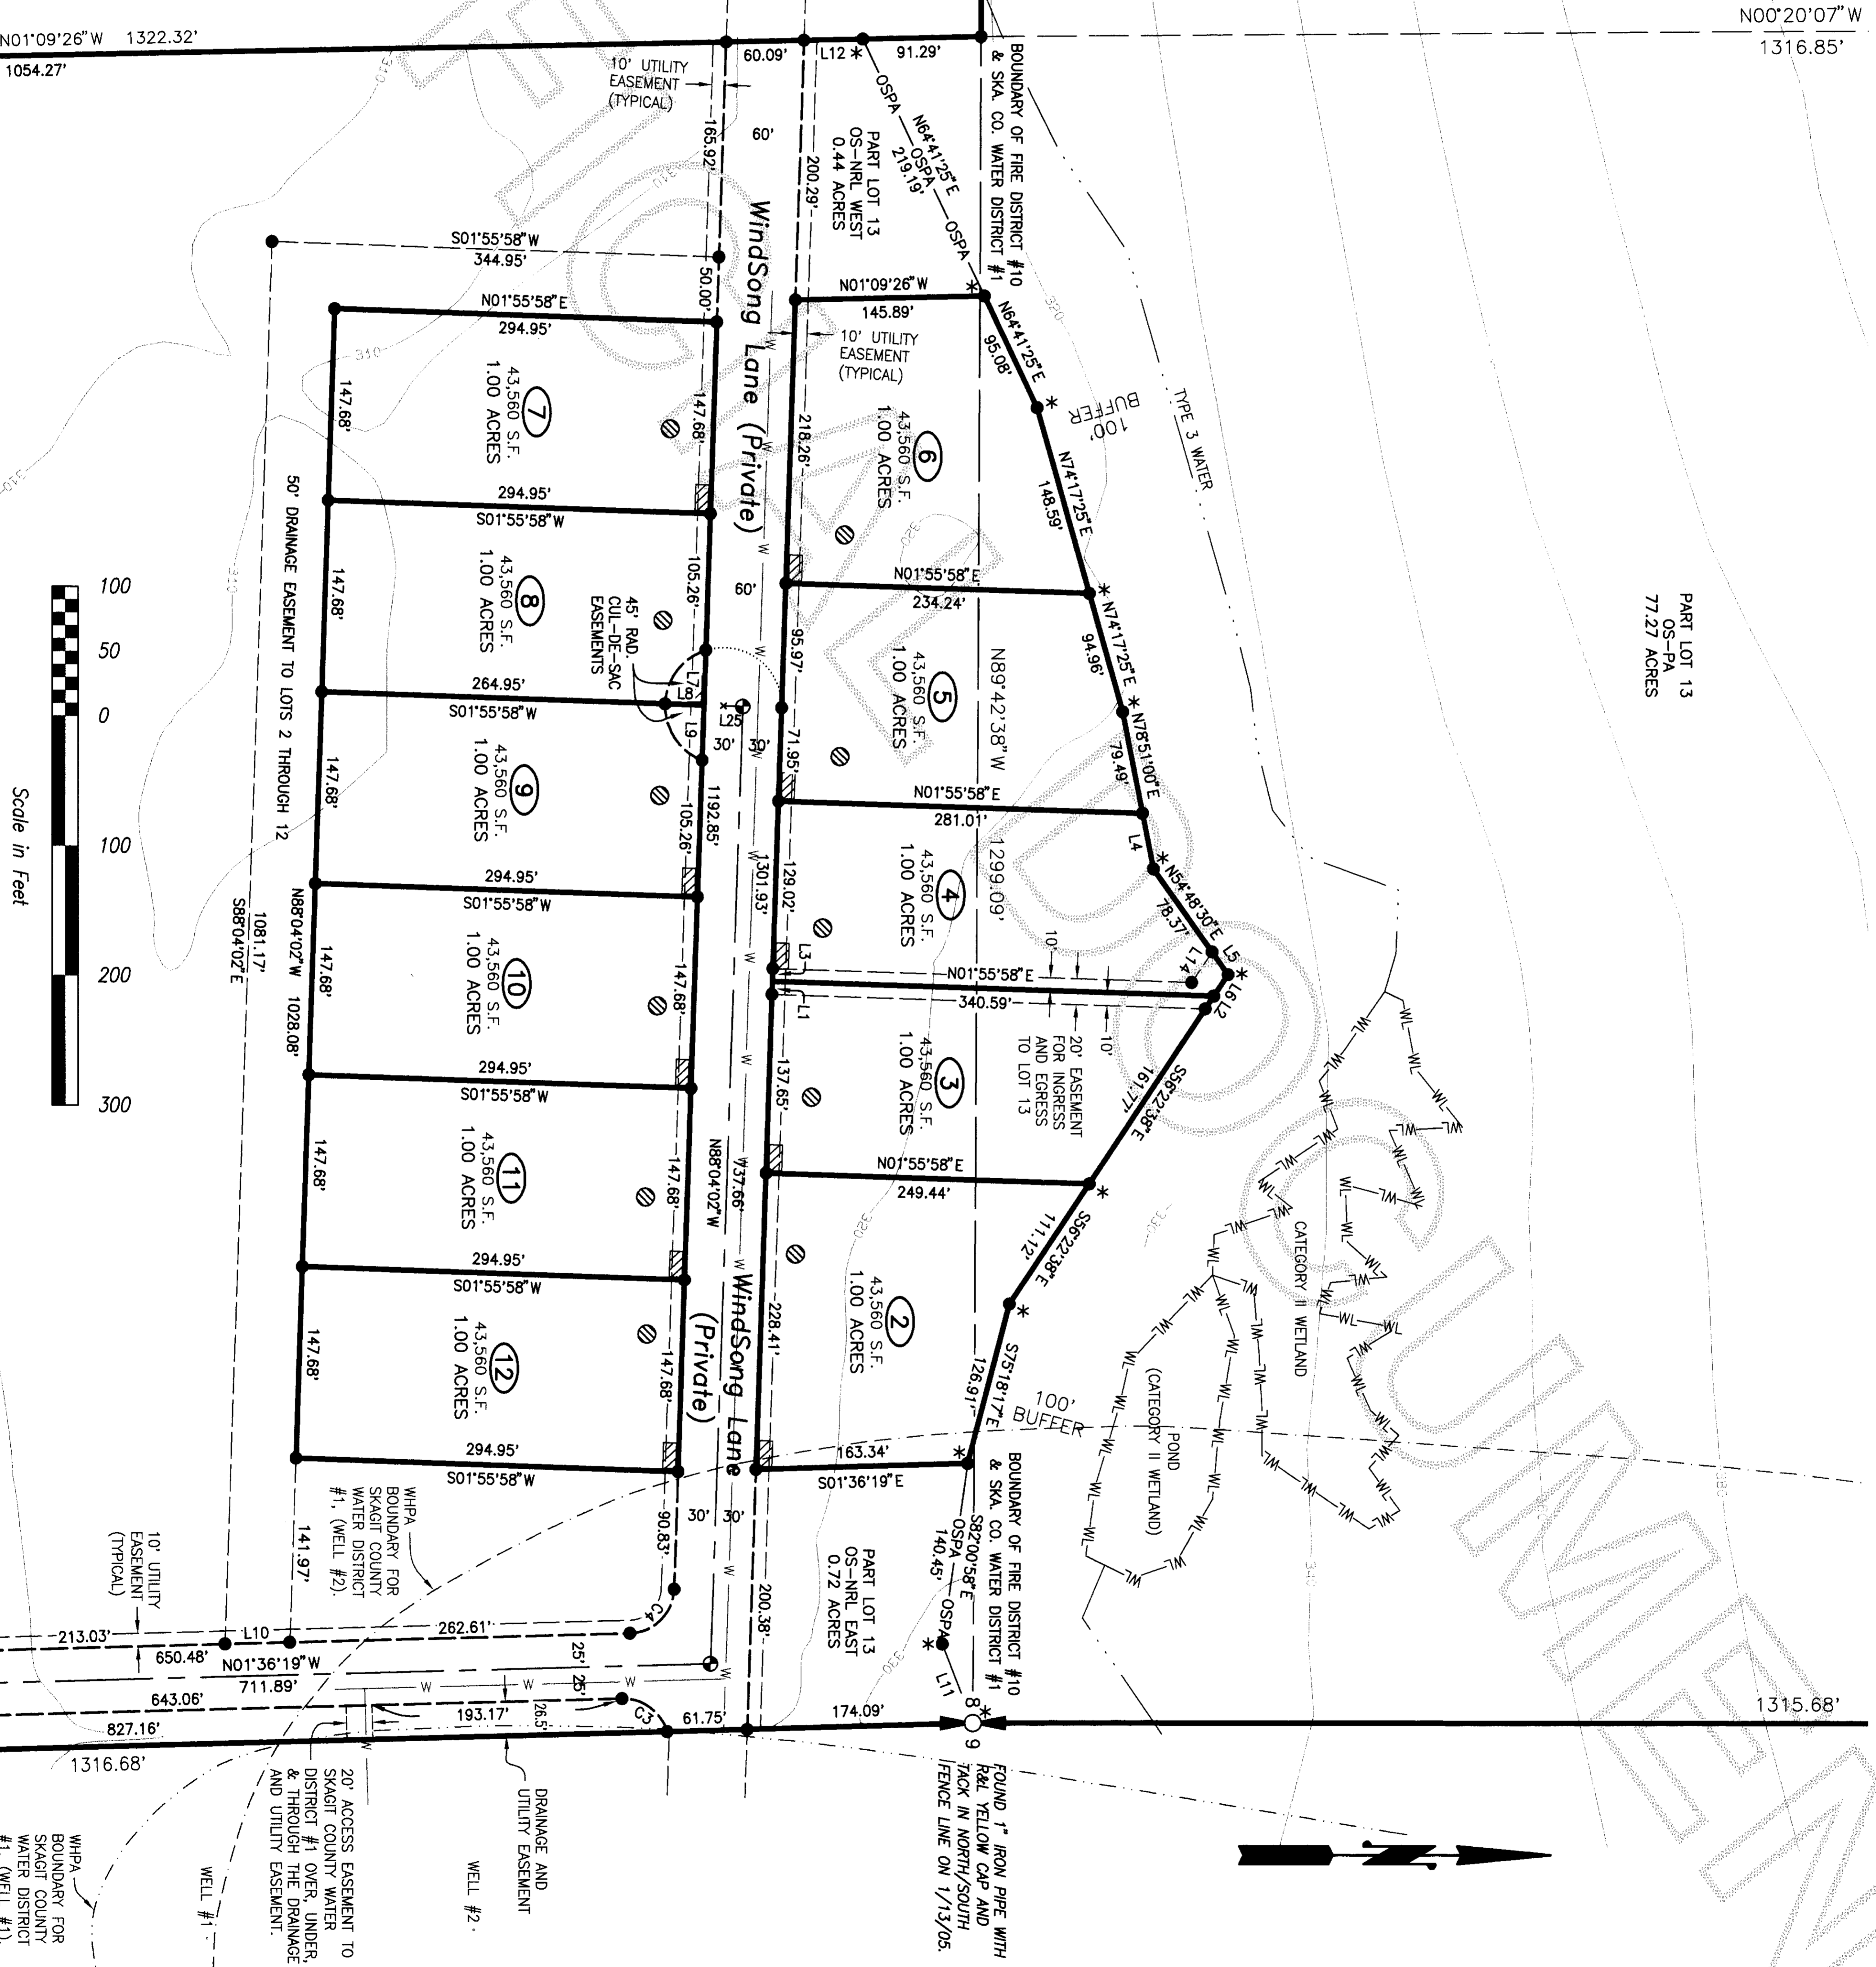 N01°09'26"W 1322.32'
1054.27'
N00°20'07"W
1316.85'
60.09'
L12 *
91.29'
BOUNDARY OF FIRE DISTRICT #10
& SKA. CO. WATER DISTRICT #1
10' UTILITY
EASEMENT
(TYPICAL)
165.92'
60'
200.29'
PART LOT 13
OS-NRL WEST
0.44 ACRES
OSPA
OSPA
OSPA
N64°41'25"E
219.19'
310
310
320
S01°55'58"W
344.95'
50.00'
WindSong Lane (Private)
N01°55'58"E
294.95'
N01°09'26"W
145.89'
10' UTILITY
EASEMENT
(TYPICAL)
N64°41'25"E
95.08'
100'
BUFFER
TYPE 3 WATER
310
310
147.68'
7
43,560 S.F.
1.00 ACRES
147.68'
218.26'
6
43,560 S.F.
1.00 ACRES
N74°17'25"E
148.59'
294.95'
S01°55'58"W
320
N01°55'58"E
234.24'
PART LOT 13
OS-PA
77.27 ACRES
310
50' DRAINAGE EASEMENT TO LOTS 2 THROUGH 12
147.68'
8
43,560 S.F.
1.00 ACRES
105.26'
45' RAD.
CUL-DE-SAC
EASEMENTS
60'
95.97'
5
43,560 S.F.
1.00 ACRES
N89°42'38"W
1299.09'
N74°17'25"E
94.96'
264.95'
S01°55'58"W
L7
L8
L9
L25
30'
30'
71.95'
N78°51'00"E
79.49'
147.68'
9
43,560 S.F.
1.00 ACRES
105.26'
1192.85'
N01°55'58"E
281.01'
L4
294.95'
S01°55'58"W
1301.93'
129.02'
4
43,560 S.F.
1.00 ACRES
N54°48'30"E
78.37'
L5
L14
L6
L2
100
50
0
100
200
300
Scale in Feet
1081.17'
S88°04'02"E
N88°04'02"W 1028.08'
147.68'
10
43,560 S.F.
1.00 ACRES
147.68'
L3
L1
N01°55'58"E
340.59'
10'
10'
20' EASEMENT
FOR INGRESS
AND EGRESS
TO LOT 13
294.95'
S01°55'58"W
147.68'
11
43,560 S.F.
1.00 ACRES
147.68'
N88°04'02"W
737.66'
137.65'
3
43,560 S.F.
1.00 ACRES
S56°22'38"E
161.77'
N01°55'58"E
249.44'
320
330
CATEGORY II WETLAND
294.95'
S01°55'58"W
147.68'
12
43,560 S.F.
1.00 ACRES
147.68'
WindSong Lane
(Private)
228.41'
2
43,560 S.F.
1.00 ACRES
S56°22'38"E
111.12'
S75°18'17"E
126.91'
100'
BUFFER
POND
(CATEGORY II WETLAND)
294.95'
S01°55'58"W
163.34'
S01°36'19"E
10' UTILITY
EASEMENT
(TYPICAL)
WHPA
BOUNDARY FOR
SKAGIT COUNTY
WATER DISTRICT
#1. (WELL #2).
141.97'
90.83'
30'
30'
200.38'
PART LOT 13
OS-NRL EAST
0.72 ACRES
S82°00'58"E
OSPA
OSPA
140.45'
BOUNDARY OF FIRE DISTRICT #10
& SKA. CO. WATER DISTRICT #1
213.03'
L10
262.61'
C4
650.48'
N01°36'19"W
711.89'
25'
25'
330
L11
643.06'
193.17'
26.5'
C3
827.16'
1316.68'
61.75'
174.09'
8
9
1315.68'
20' ACCESS EASEMENT TO
SKAGIT COUNTY WATER
DISTRICT #1 OVER, UNDER,
& THROUGH THE DRAINAGE
AND UTILITY EASEMENT.
DRAINAGE AND
UTILITY EASEMENT
FOUND 1" IRON PIPE WITH
R&L YELLOW CAP AND
TACK IN NORTH/SOUTH
FENCE LINE ON 1/13/05.
WHPA
BOUNDARY FOR
SKAGIT COUNTY
WATER DISTRICT
#1. (WELL #1).
WELL #1
WELL #2